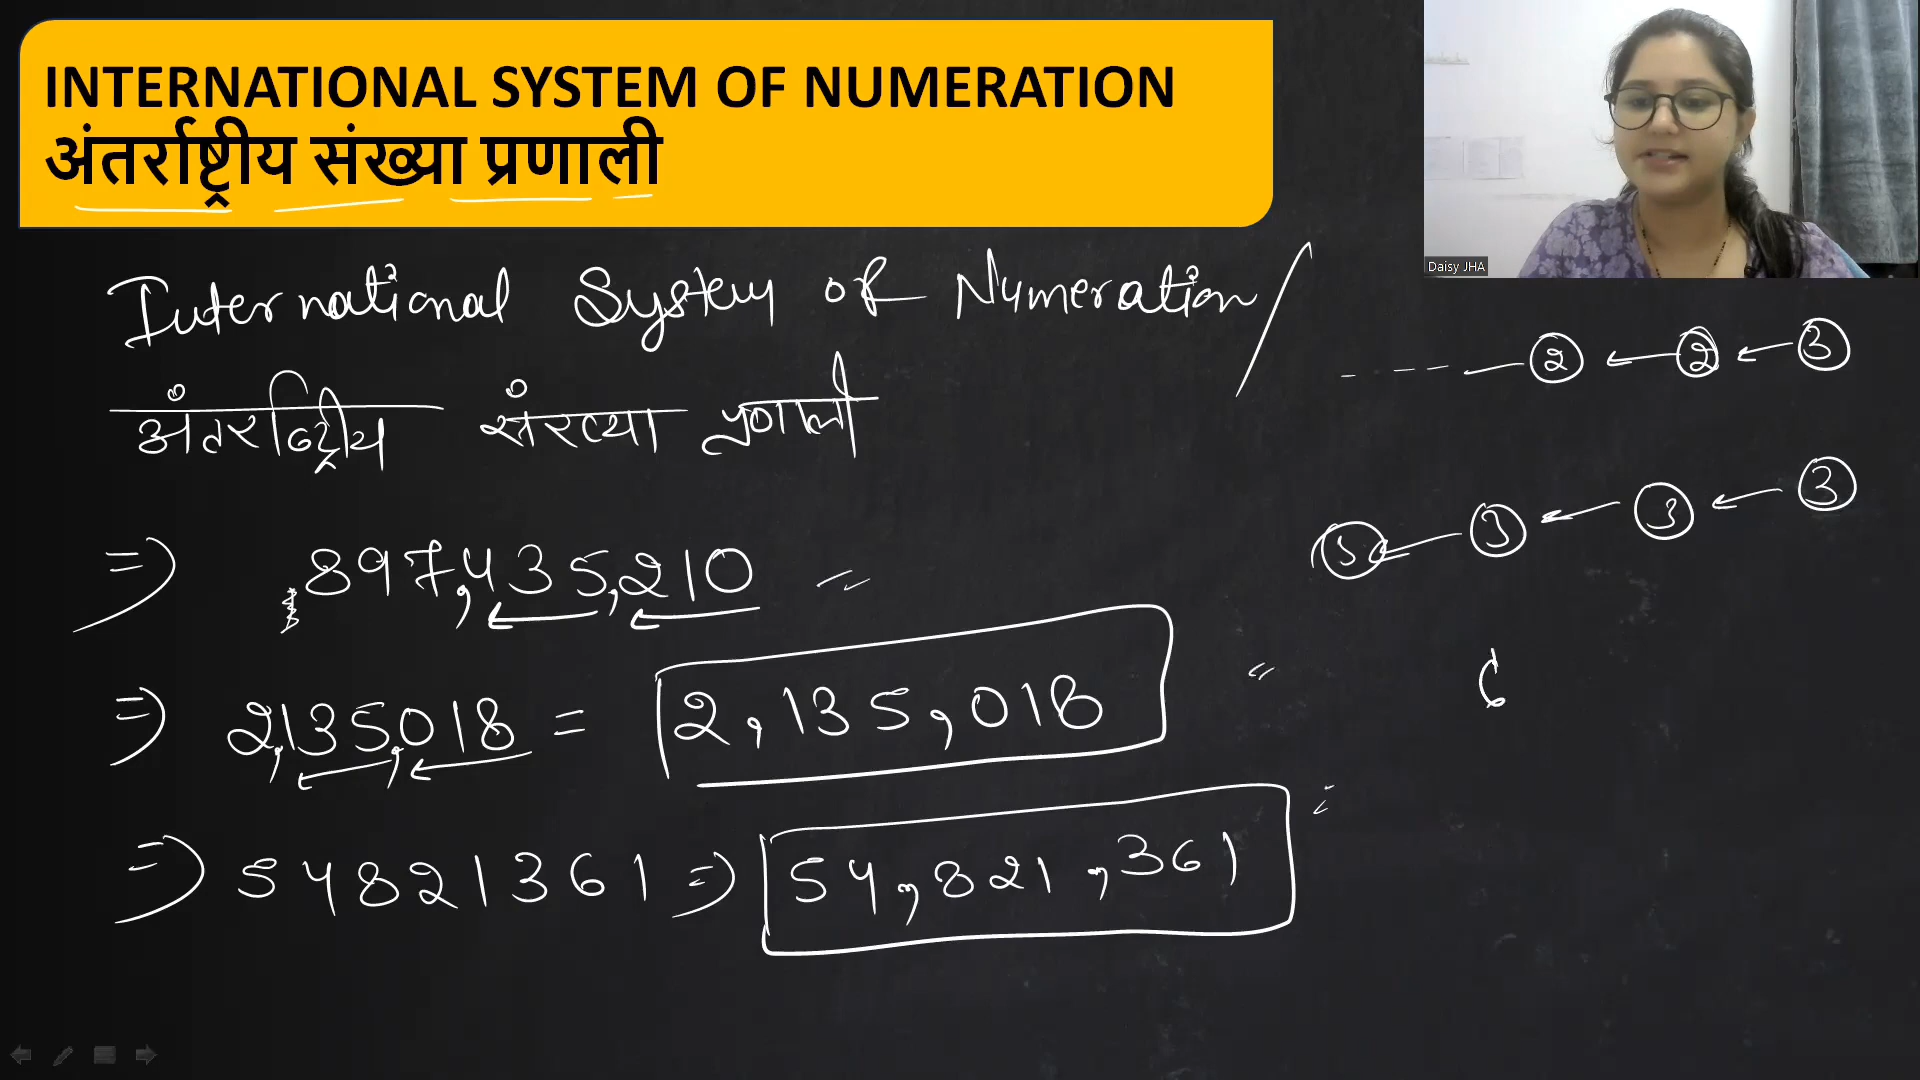 INTERNATIONAL SYSTEM OF NUMERATION
अंतर्राष्ट्रीय संख्या प्रणाली
Daisy JHA
International System of Numeration /
अंतर्राष्ट्रीय संख्या प्रणाली
---- 2 ← 2 ← 3
3 ← 3 ← 3 ← 3
=> 897,435,210 =
=> 2,135,018 = 2,135,018
=> 54821361 => 54,821,361